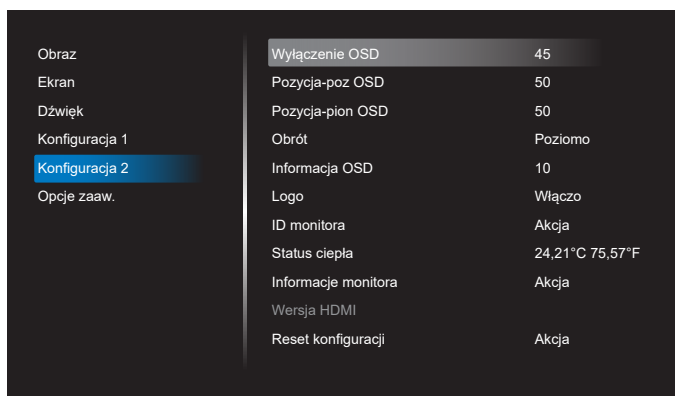 Obraz
Ekran
Dźwięk
Konfiguracja 1
Konfiguracja 2
Opcje zaaw.
Wyłączenie OSD 45
Pozycja-poz OSD 50
Pozycja-pion OSD 50
Obrót Poziomo
Informacja OSD 10
Logo Włączo
ID monitora Akcja
Status ciepła 24,21°C 75,57°F
Informacje monitora Akcja
Wersja HDMI
Reset konfiguracji Akcja